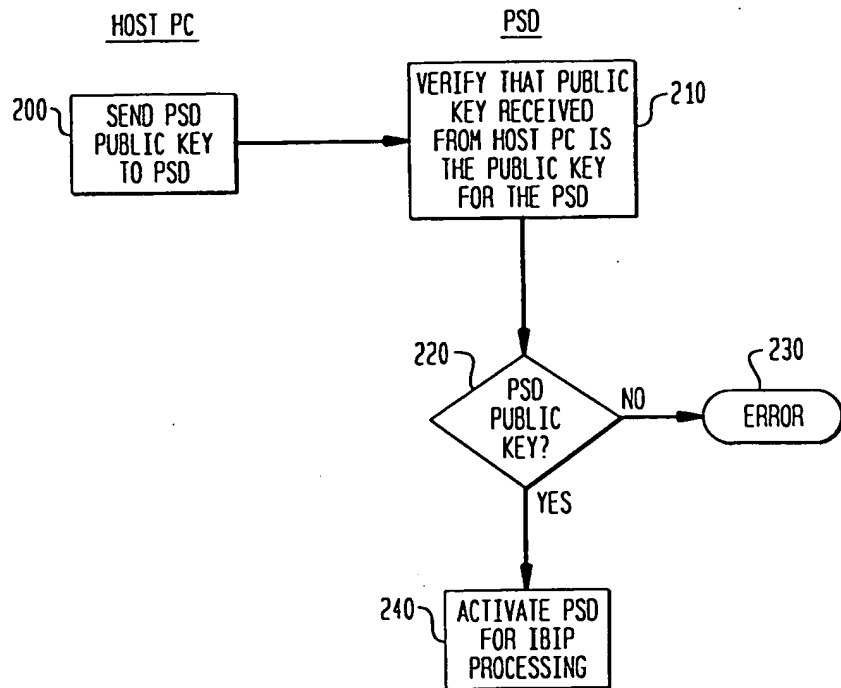 HOST PC
PSD
200
SEND PSD
PUBLIC KEY
TO PSD
VERIFY THAT PUBLIC
KEY RECEIVED
FROM HOST PC IS
THE PUBLIC KEY
FOR THE PSD
210
220
PSD
PUBLIC
KEY?
NO
230
ERROR
YES
240
ACTIVATE PSD
FOR IBIP
PROCESSING